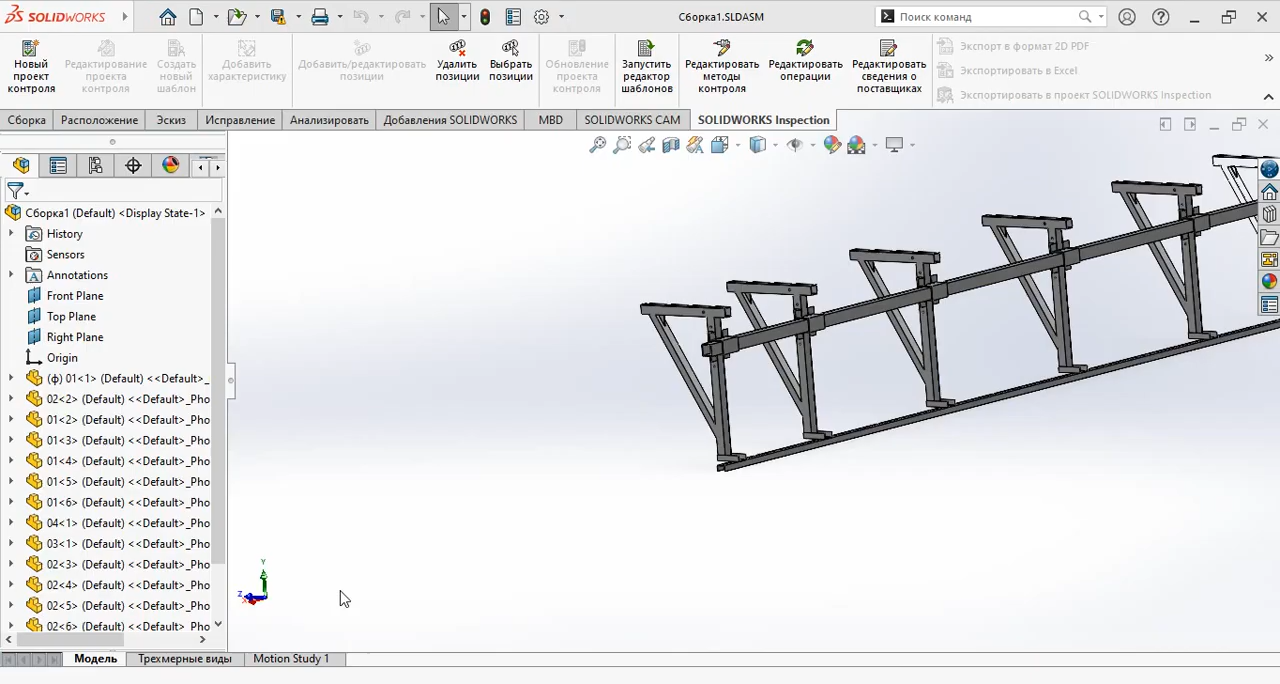 SOLIDWORKS
Сборка1.SLDASM
Поиск команд
Новый проект контроля
Редактирование проекта контроля
Создать новый шаблон
Добавить характеристику
Добавить/редактировать позиции
Удалить позиции
Выбрать позиции
Обновление проекта контроля
Запустить редактор шаблонов
Редактировать методы контроля
Редактировать операции
Редактировать сведения о поставщиках
Экспорт в формат 2D PDF
Экспортировать в Excel
Экспортировать в проект SOLIDWORKS Inspection
Сборка Расположение Эскиз Исправление Анализировать Добавления SOLIDWORKS MBD SOLIDWORKS CAM SOLIDWORKS Inspection
Сборка1 (Default) <Display State-1>
History
Sensors
Annotations
Front Plane
Top Plane
Right Plane
Origin
(ф) 01<1> (Default) <<Default>_
02<2> (Default) <<Default>_Pho
01<2> (Default) <<Default>_Pho
01<3> (Default) <<Default>_Pho
01<4> (Default) <<Default>_Pho
01<5> (Default) <<Default>_Pho
01<6> (Default) <<Default>_Pho
04<1> (Default) <<Default>_Pho
03<1> (Default) <<Default>_Pho
02<3> (Default) <<Default>_Pho
02<4> (Default) <<Default>_Pho
02<5> (Default) <<Default>_Pho
02<6> (Default) <<Default>_Pho
Y
Z
X
Модель Трехмерные виды Motion Study 1